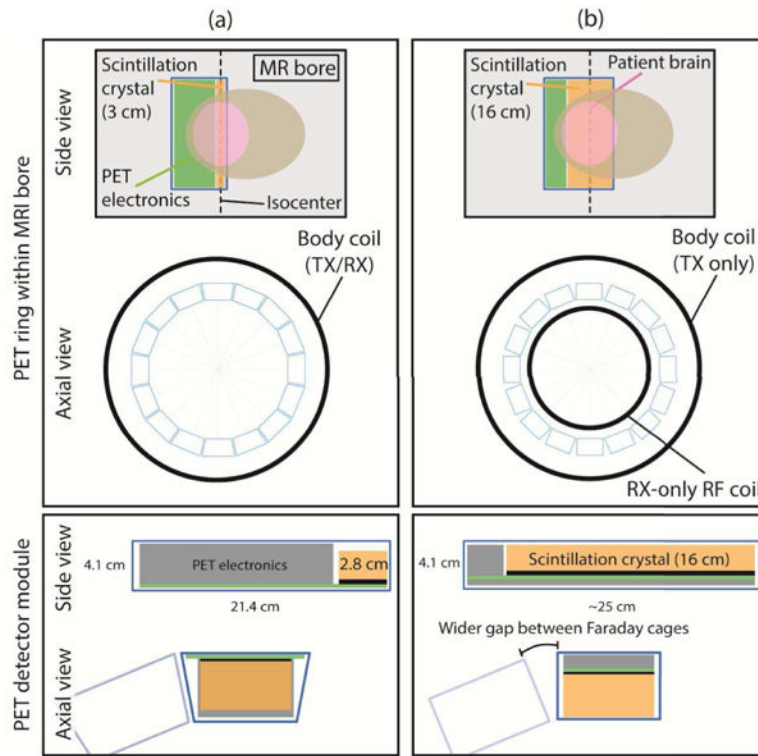 (a)
(b)
PET ring within MRI bore
Side view
Scintillation
crystal
(3 cm)
MR bore
PET
electronics
Isocenter
Scintillation
crystal
(16 cm)
Patient brain
Axial view
Body coil
(TX/RX)
Body coil
(TX only)
RX-only RF coil
PET detector module
Side view
4.1 cm
PET electronics
2.8 cm
21.4 cm
4.1 cm
Scintillation crystal (16 cm)
~25 cm
Axial view
Wider gap between Faraday cages